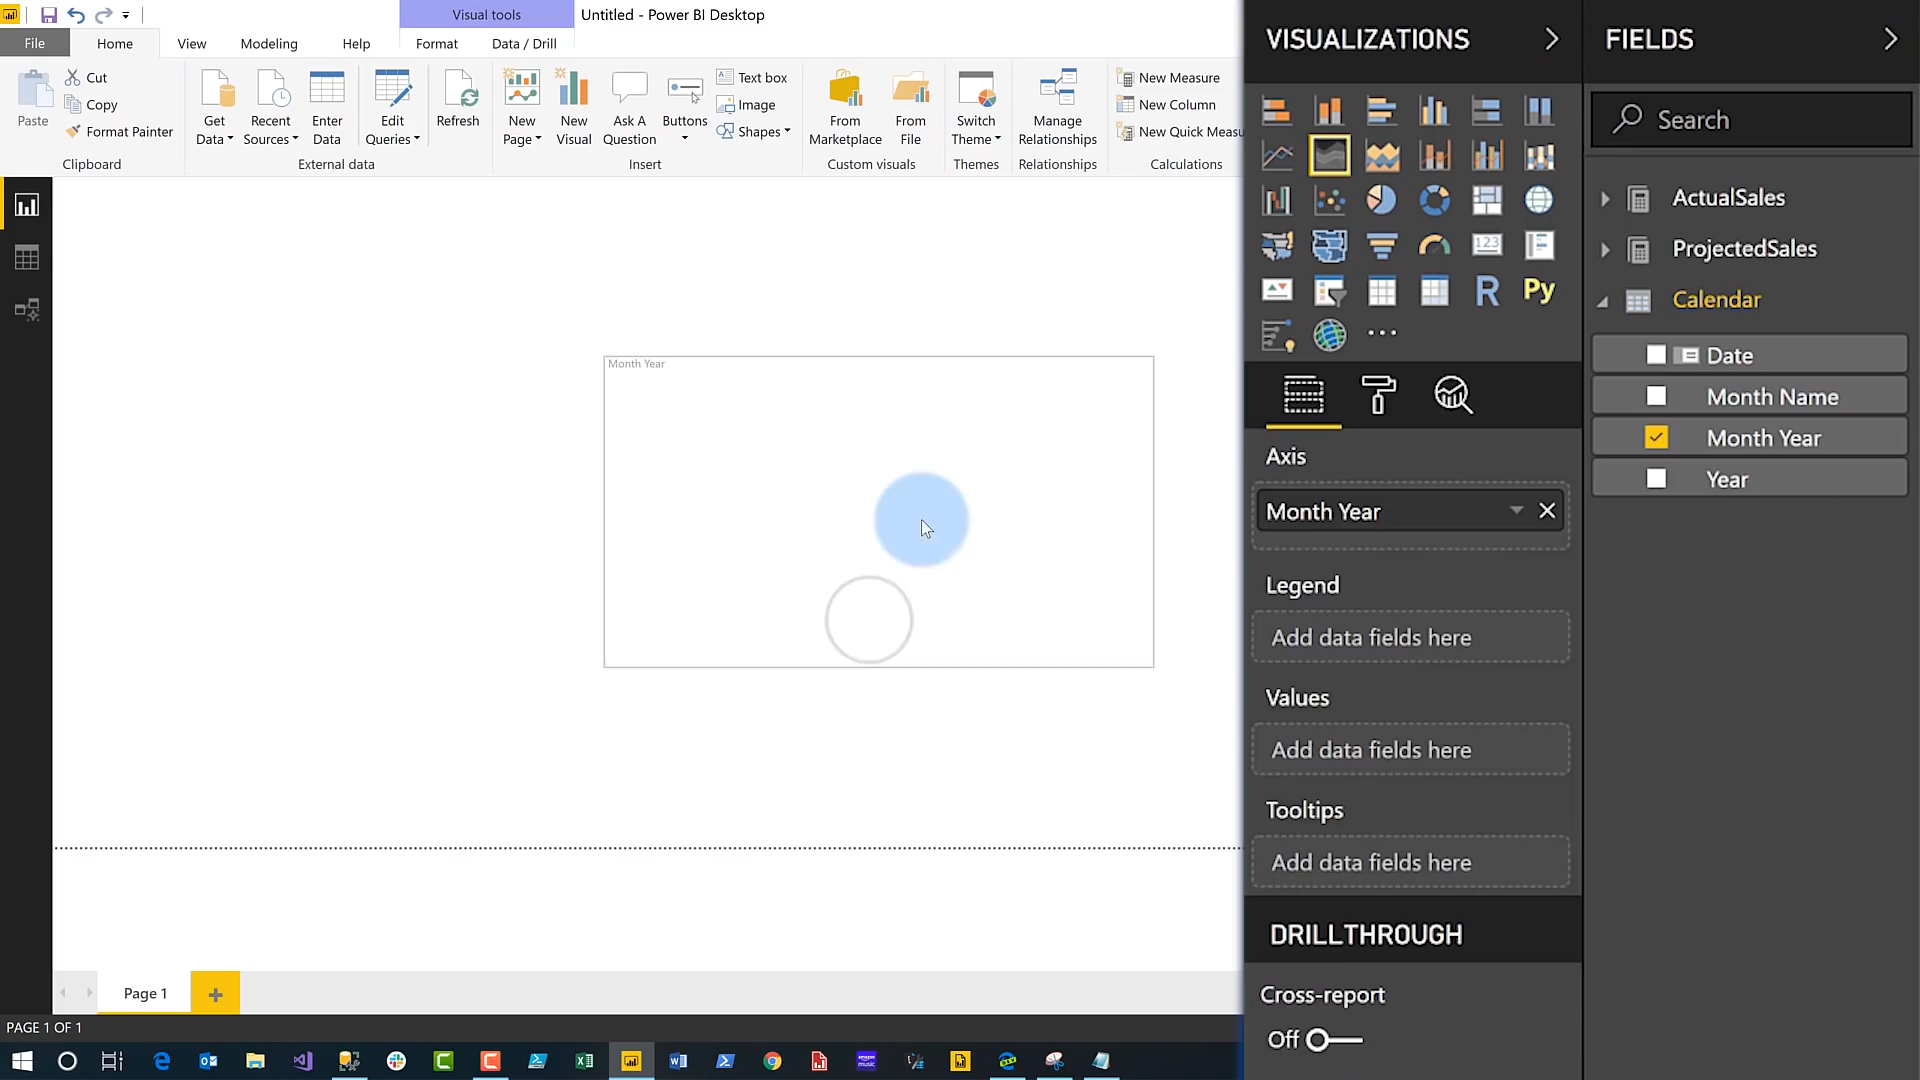 Visual tools
Untitled - Power BI Desktop
File
Home
View
Modeling
Help
Format
Data / Drill
Paste
Cut
Copy
Format Painter
Clipboard
Get
Data
Recent
Sources
Enter
Data
External data
Edit
Queries
Refresh
New
Page
New
Visual
Ask A
Question
Buttons
Text box
Image
Shapes
Insert
From
Marketplace
From
File
Custom visuals
Switch
Theme
Themes
Manage
Relationships
Relationships
New Measure
New Column
New Quick Measu
Calculations
Month Year
Page 1
PAGE 1 OF 1
VISUALIZATIONS
123
R
Py
Axis
Month Year
Legend
Add data fields here
Values
Add data fields here
Tooltips
Add data fields here
DRILLTHROUGH
Cross-report
Off
FIELDS
Search
ActualSales
ProjectedSales
Calendar
Date
Month Name
Month Year
Year